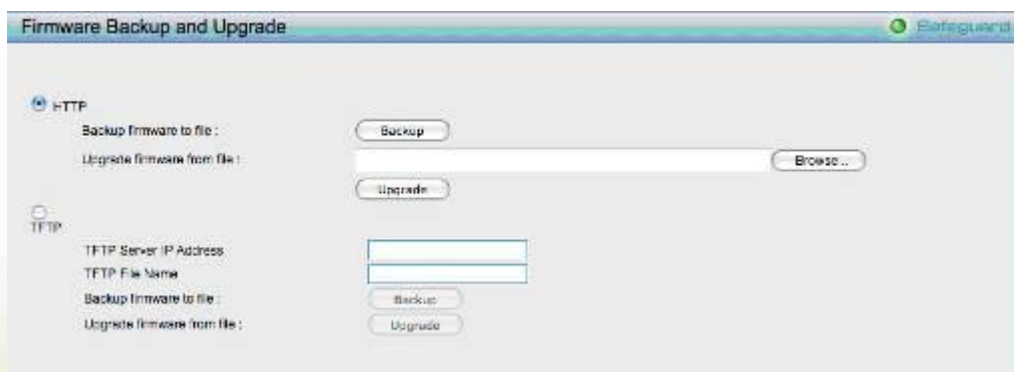 Firmware Backup and Upgrade
Safeguard
HTTP
Backup firmware to file :
Backup
Upgrade firmware from file :
Browse...
Upgrade
TFTP
TFTP Server IP Address
TFTP File Name
Backup firmware to file :
Backup
Upgrade firmware from file :
Upgrade